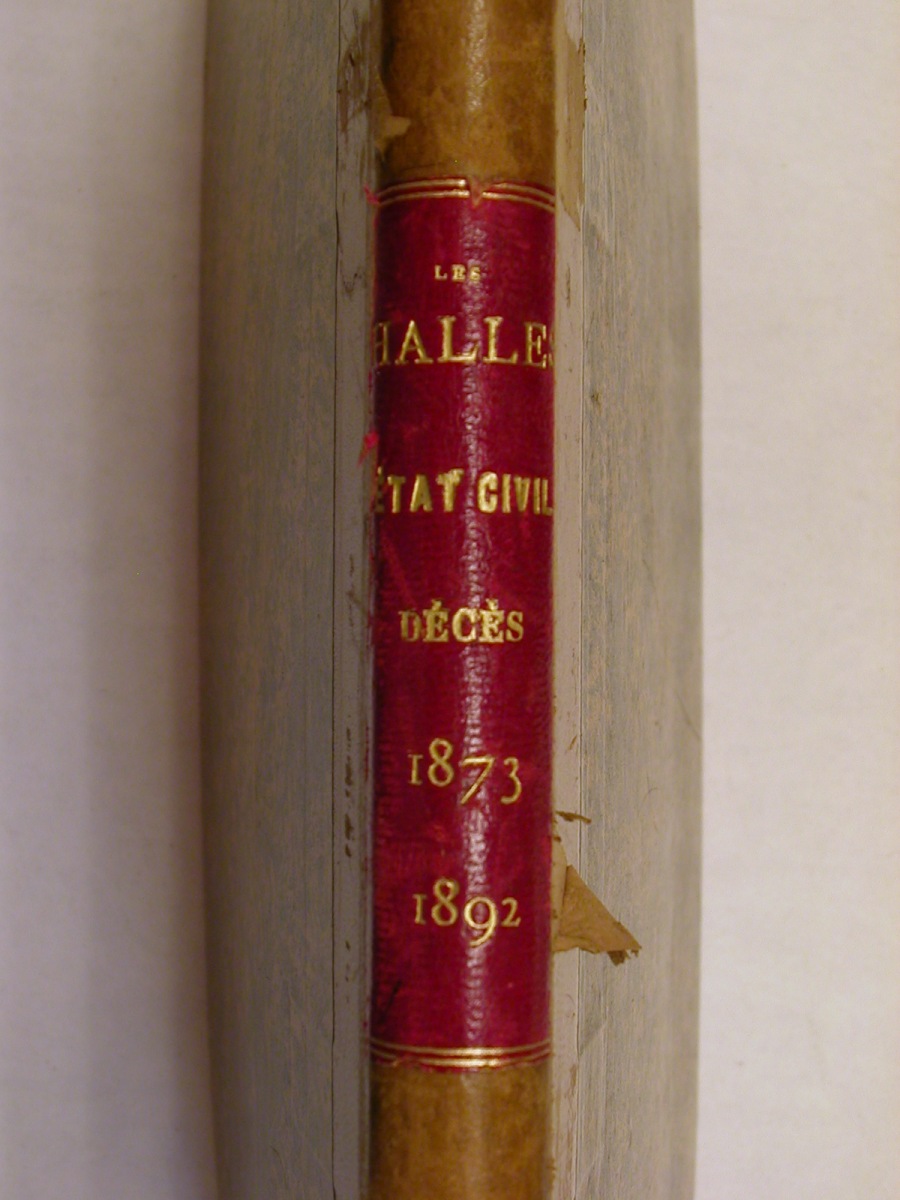 LES
HALLES
ÉTAT CIVIL
DÉCÈS
1873
1892